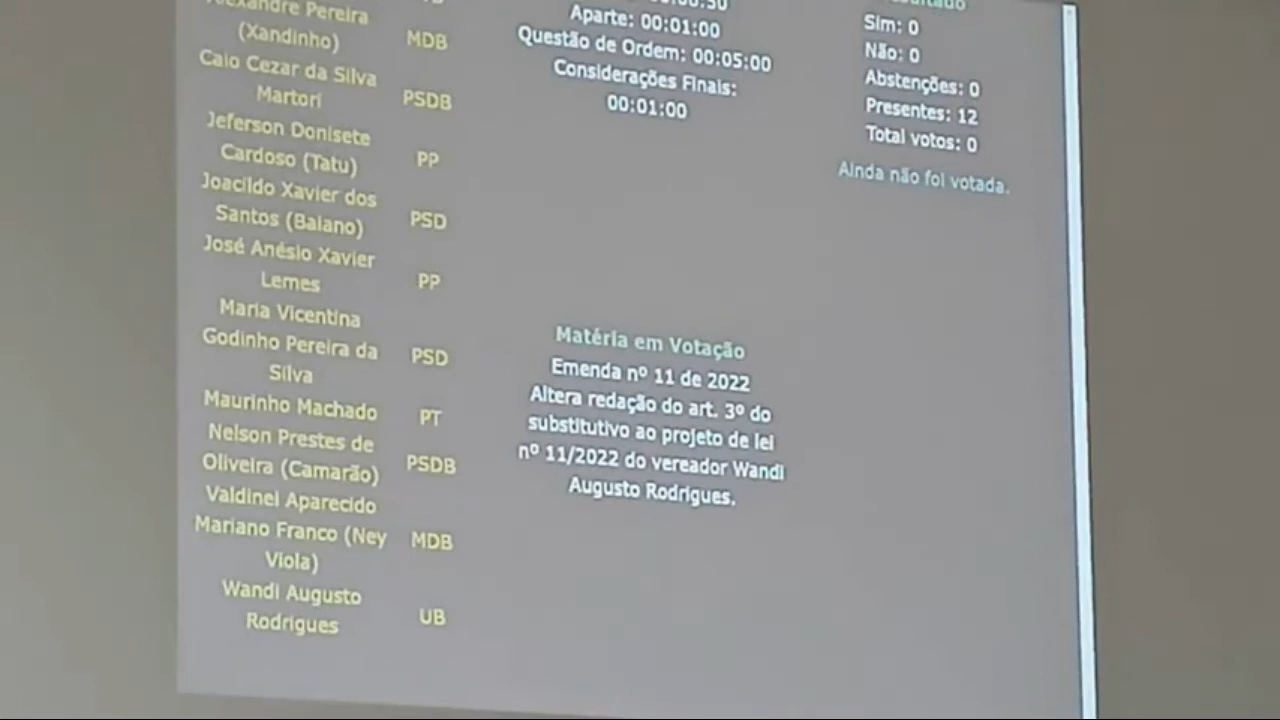 Alexandre Pereira
(Xandinho)
MDB
Caio Cezar da Silva
Martori
PSDB
Jeferson Donisete
Cardoso (Tatu)
PP
Joacildo Xavier dos
Santos (Baiano)
PSD
José Anésio Xavier
Lemes
PP
Maria Vicentina
Godinho Pereira da
Silva
PSD
Maurinho Machado
PT
Nelson Prestes de
Oliveira (Camarão)
PSDB
Valdinei Aparecido
Mariano Franco (Ney
Viola)
MDB
Wandi Augusto
Rodrigues
UB
Aparte: 00:01:00
Questão de Ordem: 00:05:00
Considerações Finais:
00:01:00
Matéria em Votação
Emenda nº 11 de 2022
Altera redação do art. 3º do
substitutivo ao projeto de lei
nº 11/2022 do vereador Wandi
Augusto Rodrigues.
Sim: 0
Não: 0
Abstenções: 0
Presentes: 12
Total votos: 0
Ainda não foi votada.